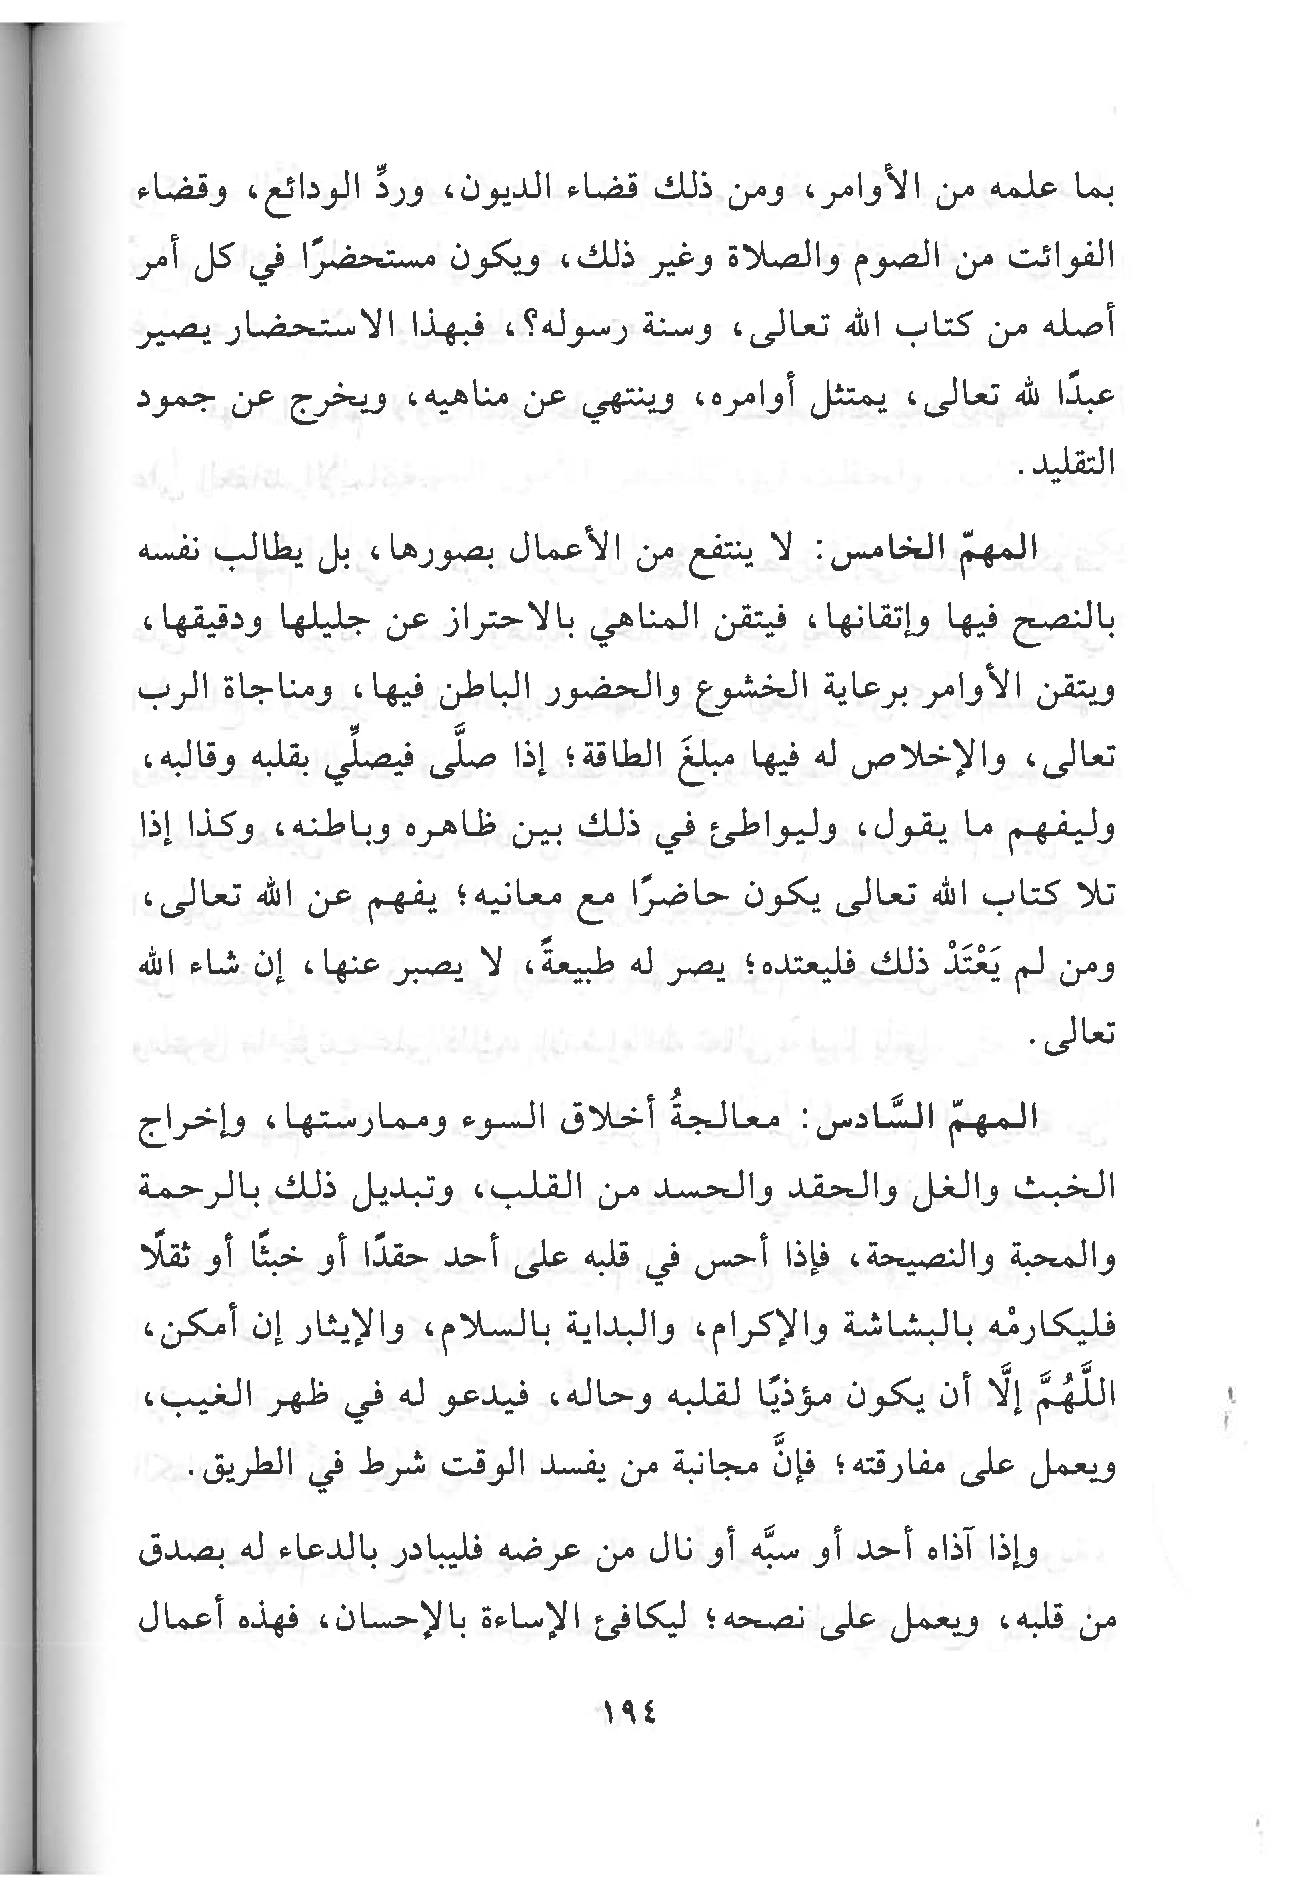 بما علمه من الأوامر، ومن ذلك قضاء الديون، وردِّ الودائع، وقضاء
الفوائت من الصوم والصلاة وغير ذلك، ويكون مستحضرًا في كل أمر
أصله من كتاب الله تعالى، وسنة رسوله؟، فبهذا الاستحضار يصير
عبدًا لله تعالى، يمتثل أوامره، وينتهي عن مناهيه، ويخرج عن جمود
التقليد.
المهمّ الخامس: لا ينتفع من الأعمال بصورها، بل يطالب نفسه
بالنصح فيها وإتقانها، فيتقن المناهي بالاحتراز عن جليلها ودقيقها،
ويتقن الأوامر برعاية الخشوع والحضور الباطن فيها، ومناجاة الرب
تعالى، والإخلاص له فيها مبلغَ الطاقة؛ إذا صلَّى فيصلِّي بقلبه وقالبه،
وليفهم ما يقول، وليواطئ في ذلك بين ظاهره وباطنه، وكذا إذا
تلا كتاب الله تعالى يكون حاضرًا مع معانيه؛ يفهم عن الله تعالى،
ومن لم يَعْتَدْ ذلك فليعتده؛ يصر له طبيعةً، لا يصبر عنها، إن شاء الله
تعالى.
المهمّ السَّادس: معالجةُ أخلاق السوء وممارستها، وإخراج
الخبث والغل والحقد والحسد من القلب، وتبديل ذلك بالرحمة
والمحبة والنصيحة، فإذا أحس في قلبه على أحد حقدًا أو خبثًا أو ثقلًا
فليكارمْه بالبشاشة والإكرام، والبداية بالسلام، والإيثار إن أمكن،
اللَّهُمَّ إلَّا أن يكون مؤذيًا لقلبه وحاله، فيدعو له في ظهر الغيب،
ويعمل على مفارقته؛ فإنَّ مجانبة من يفسد الوقت شرط في الطريق.
وإذا آذاه أحد أو سبَّه أو نال من عرضه فليبادر بالدعاء له بصدق
من قلبه، ويعمل على نصحه؛ ليكافئ الإساءة بالإحسان، فهذه أعمال
١٩٤